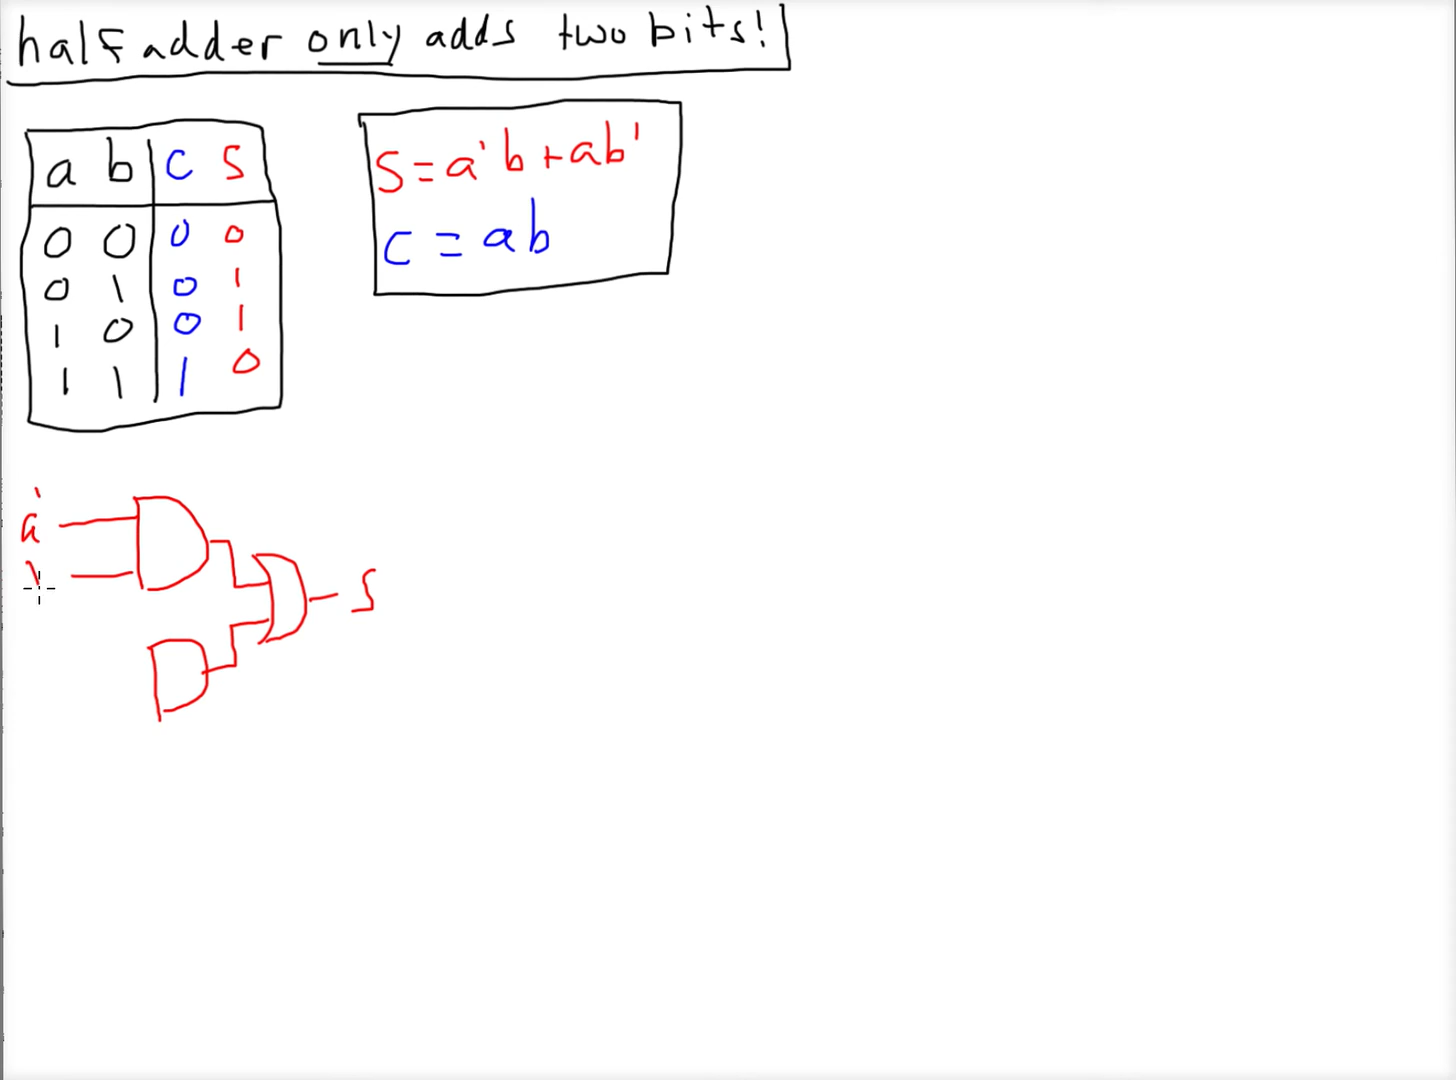 half adder only adds two bits!
a b c s
0 0 0 0
0 1 0 1
1 0 0 1
1 1 1 0
s = a'b + ab'
c = ab
a'
s